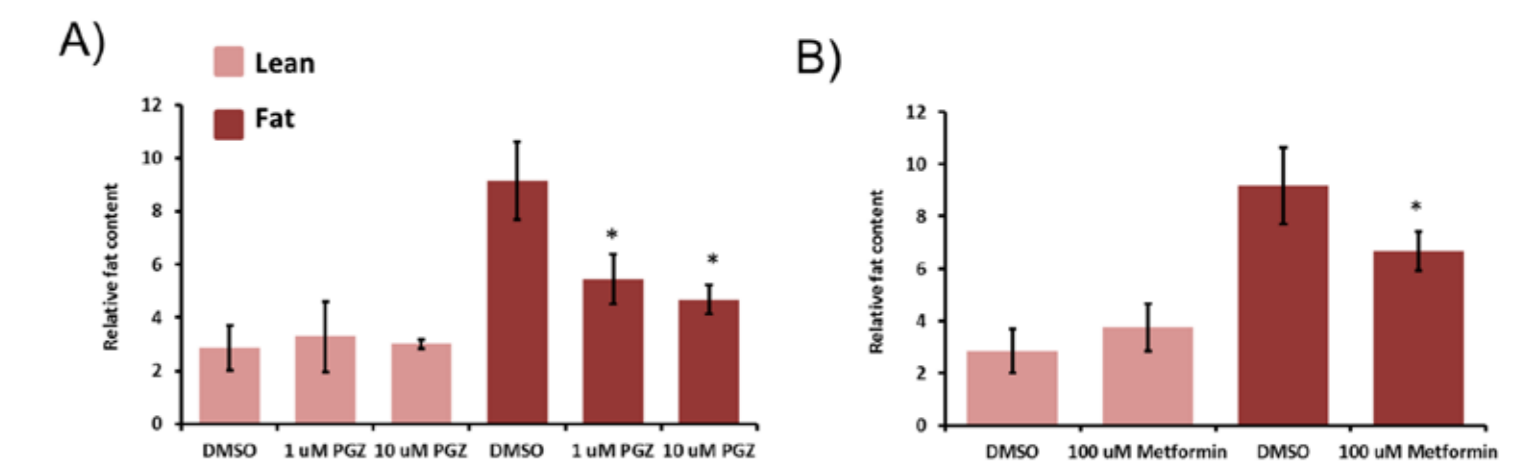 A)
Lean
Fat
12
10
8
6
4
2
0
Relative fat content
*
*
DMSO 1 uM PGZ 10 uM PGZ DMSO 1 uM PGZ 10 uM PGZ
B)
12
10
8
6
4
2
0
Relative fat content
*
DMSO 100 uM Metformin DMSO 100 uM Metformin